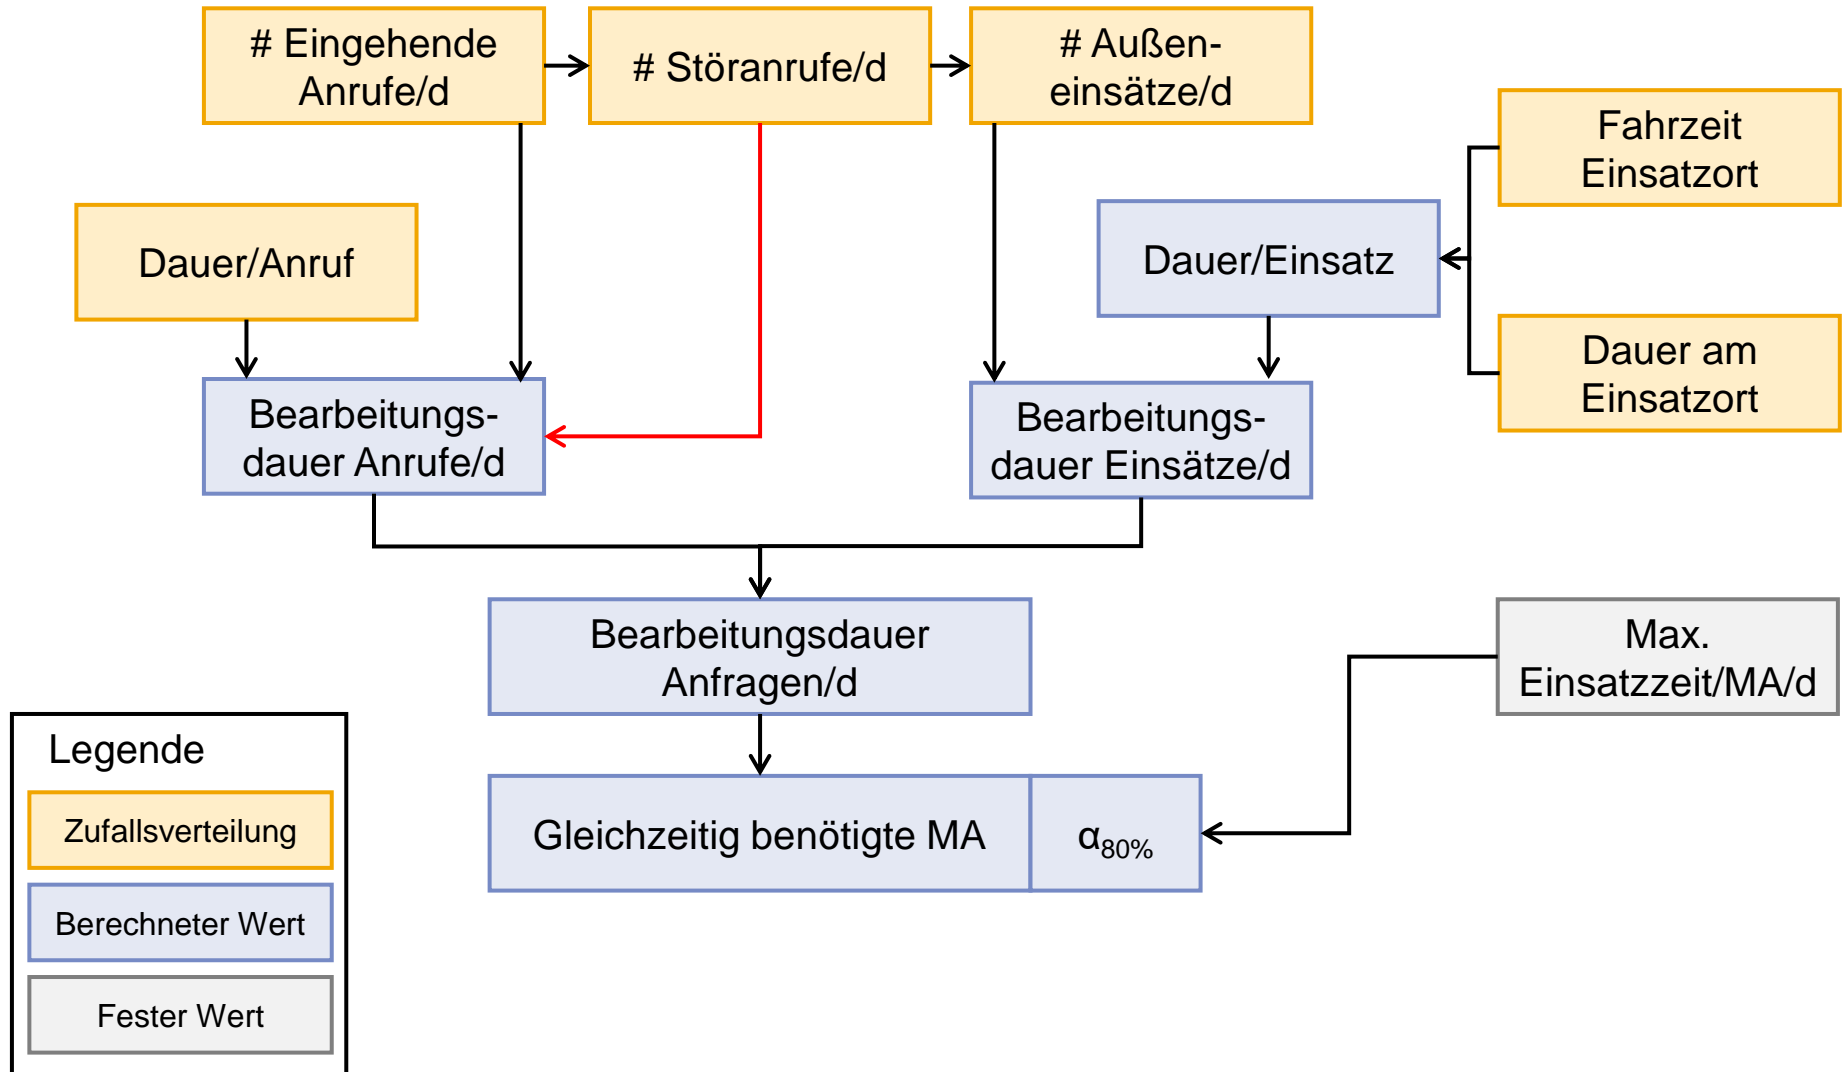 # Eingehende
Anrufe/d
# Störanrufe/d
# Außen-
einsätze/d
Fahrzeit
Einsatzort
Dauer/Anruf
Dauer/Einsatz
Dauer am
Einsatzort
Bearbeitungs-
dauer Anrufe/d
Bearbeitungs-
dauer Einsätze/d
Bearbeitungsdauer
Anfragen/d
Max.
Einsatzzeit/MA/d
Gleichzeitig benötigte MA
α80%
Legende
Zufallsverteilung
Berechneter Wert
Fester Wert